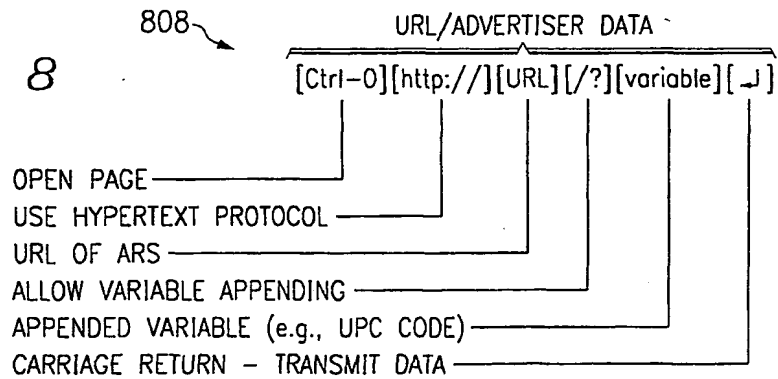 808
URL/ADVERTISER DATA
8
[Ctrl-O][http://][URL][/?][variable][↵]
OPEN PAGE
USE HYPERTEXT PROTOCOL
URL OF ARS
ALLOW VARIABLE APPENDING
APPENDED VARIABLE (e.g., UPC CODE)
CARRIAGE RETURN - TRANSMIT DATA